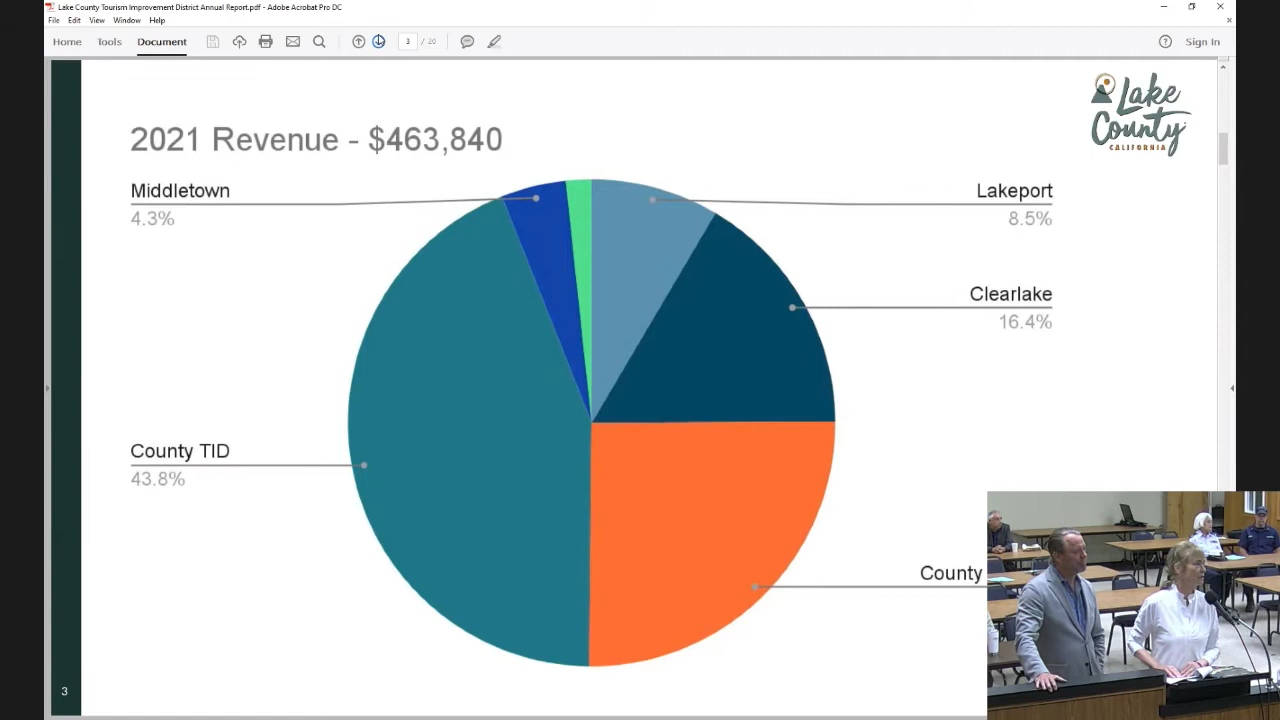 Lake County Tourism Improvement District Annual Report.pdf - Adobe Acrobat Pro DC
File Edit View Window Help
Home Tools Document 3 / 20 Sign In
Lake
County
CALIFORNIA
2021 Revenue - $463,840
Middletown
4.3%
Lakeport
8.5%
Clearlake
16.4%
County TID
43.8%
County
3